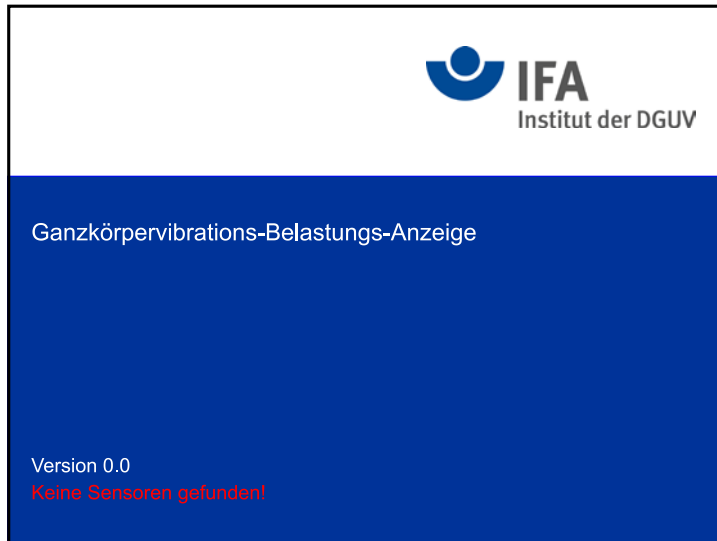 IFA
Institut der DGUV
Ganzkörpervibrations-Belastungs-Anzeige
Version 0.0
Keine Sensoren gefunden!